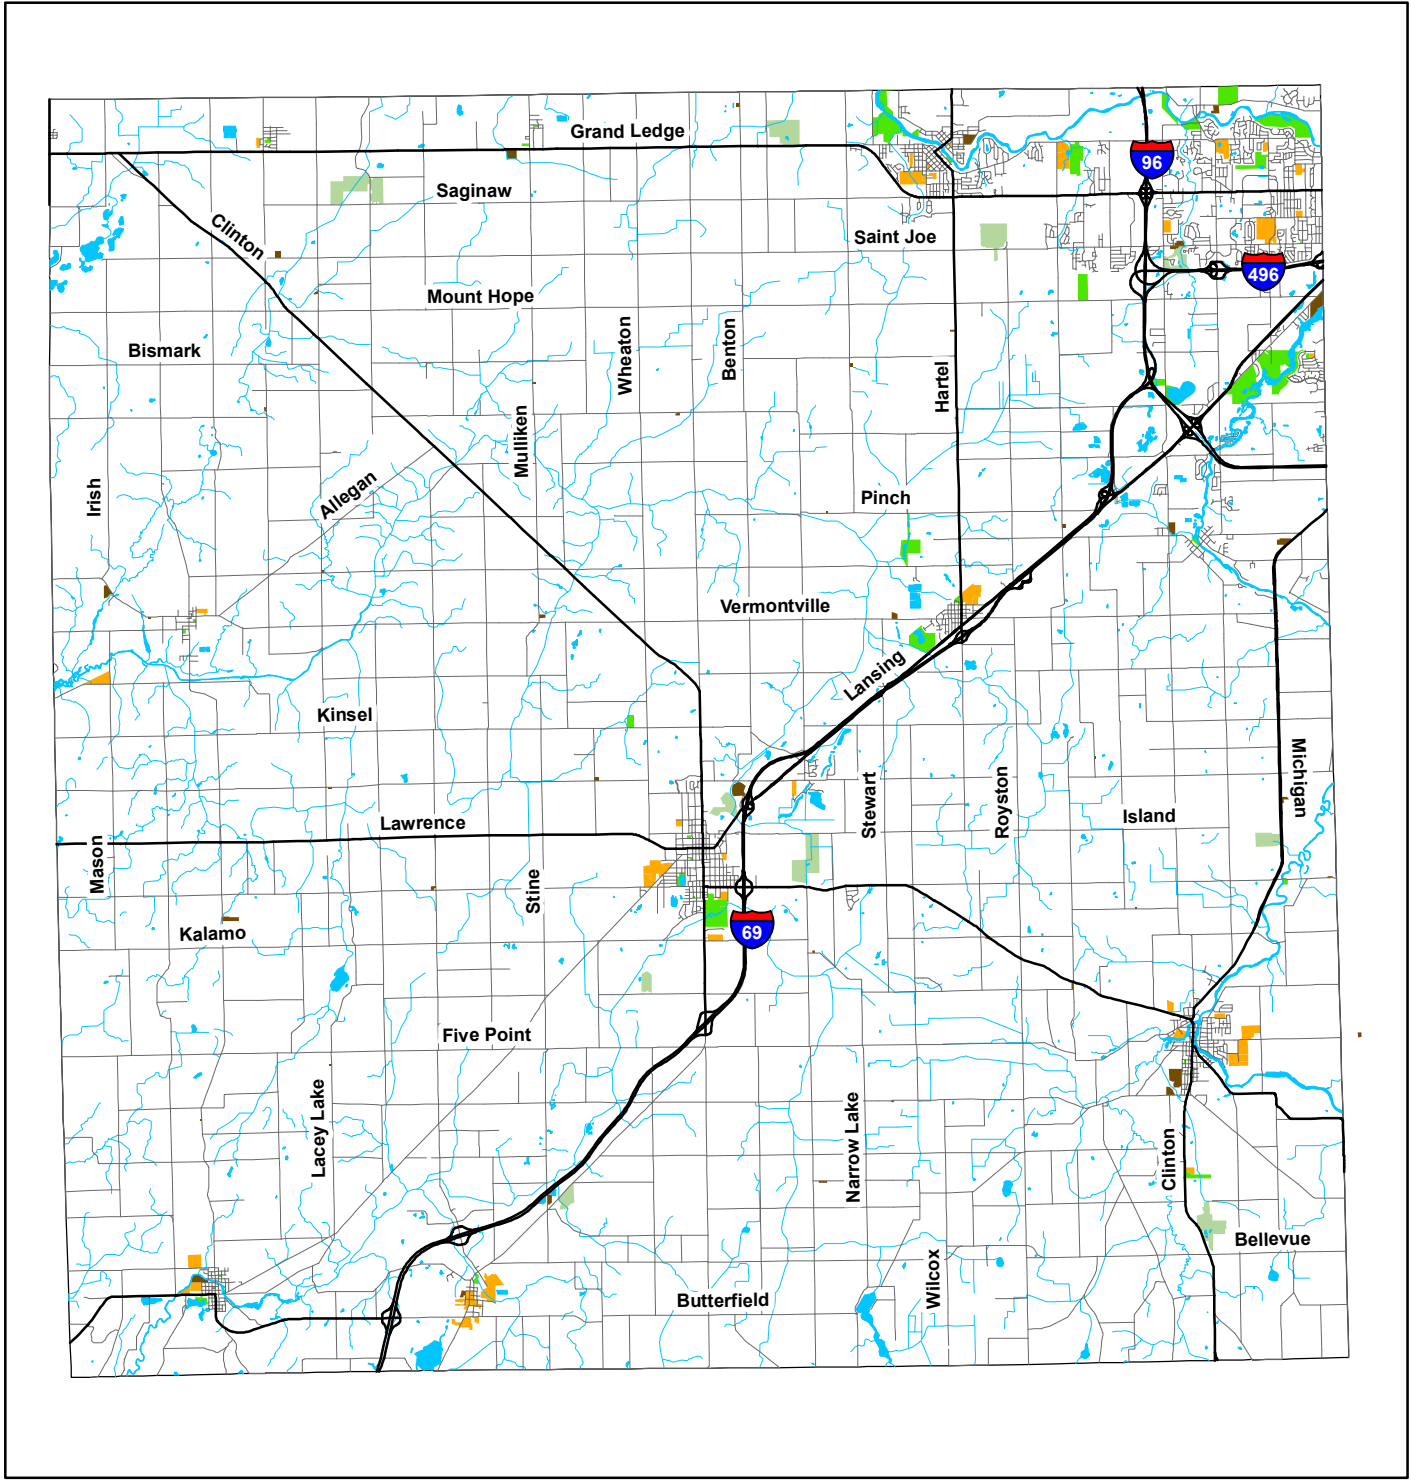 Grand Ledge
96
Saginaw
Clinton
Saint Joe
496
Mount Hope
Bismark
Wheaton
Benton
Hartel
Mulliken
Irish
Allegan
Pinch
Vermontville
Lansing
Kinsel
Michigan
Stewart
Royston
Island
Lawrence
Mason
Stine
Kalamo
69
Five Point
Lacey Lake
Narrow Lake
Clinton
Bellevue
Wilcox
Butterfield